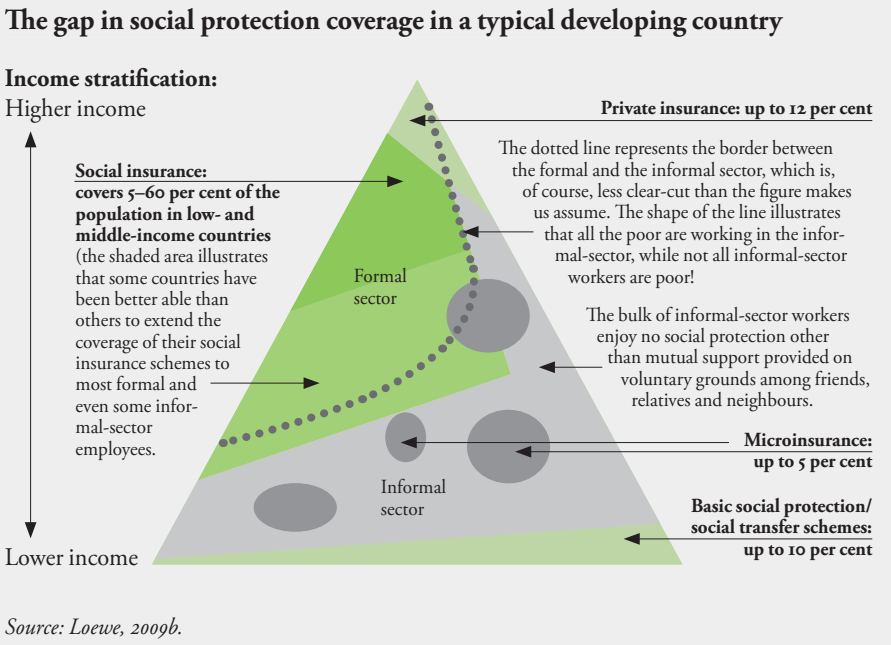 The gap in social protection coverage in a typical developing country
Income stratification:
Higher income
Private insurance: up to 12 per cent
Social insurance:
covers 5–60 per cent of the
population in low- and
middle-income countries
(the shaded area illustrates
that some countries have
been better able than
others to extend the
coverage of their social
insurance schemes to
most formal and
even some infor-
mal-sector
employees.
The dotted line represents the border between
the formal and the informal sector, which is,
of course, less clear-cut than the figure makes
us assume. The shape of the line illustrates
that all the poor are working in the infor-
mal-sector, while not all informal-sector
workers are poor!
Formal
sector
The bulk of informal-sector workers
enjoy no social protection other
than mutual support provided on
voluntary grounds among friends,
relatives and neighbours.
Microinsurance:
up to 5 per cent
Informal
sector
Basic social protection/
social transfer schemes:
up to 10 per cent
Lower income
Source: Loewe, 2009b.